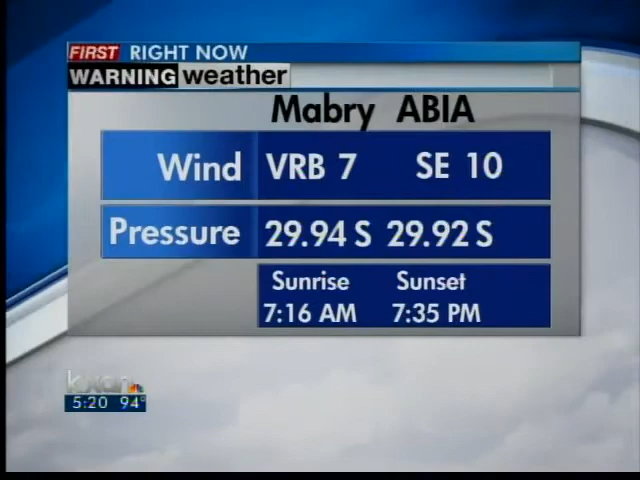 FIRST RIGHT NOW
WARNING weather
Mabry ABIA
Wind VRB 7 SE 10
Pressure 29.94 S 29.92 S
Sunrise Sunset
7:16 AM 7:35 PM
kxan
5:20 94°